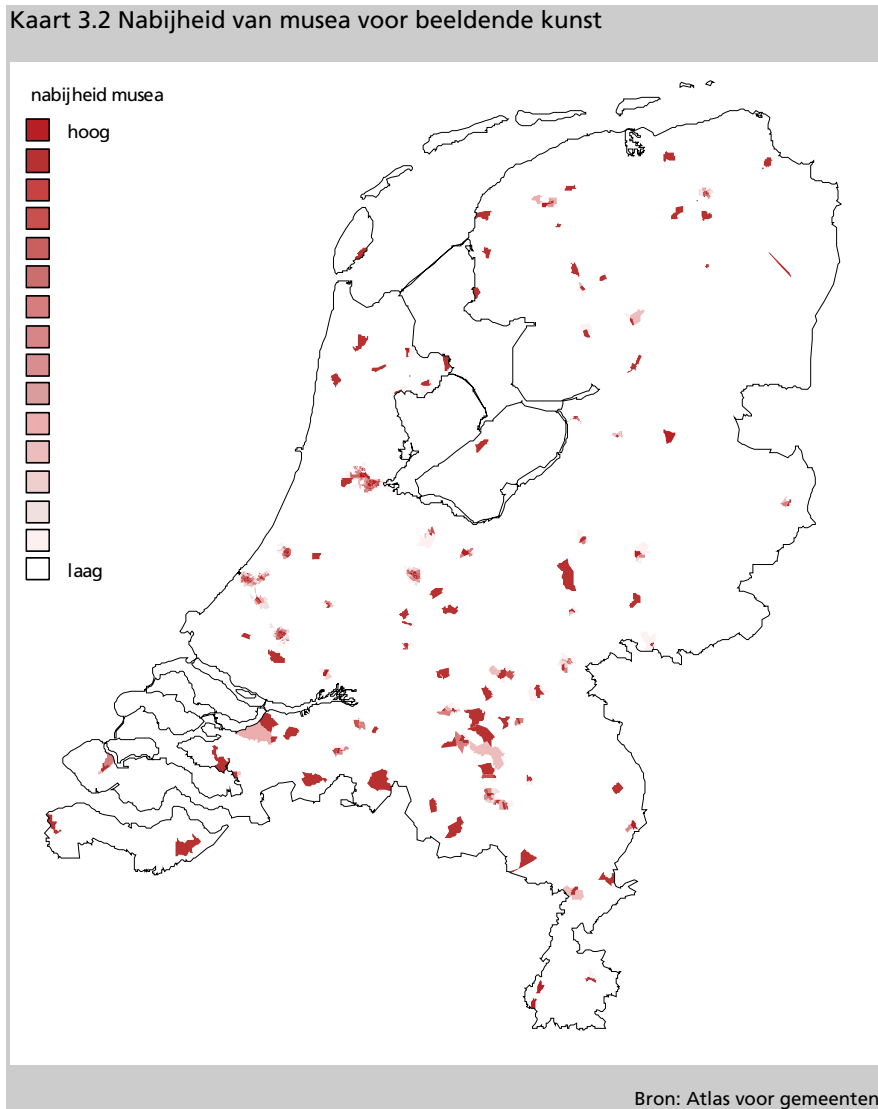 Kaart 3.2 Nabijheid van musea voor beeldende kunst
nabijheid musea
hoog
laag
Bron: Atlas voor gemeenten